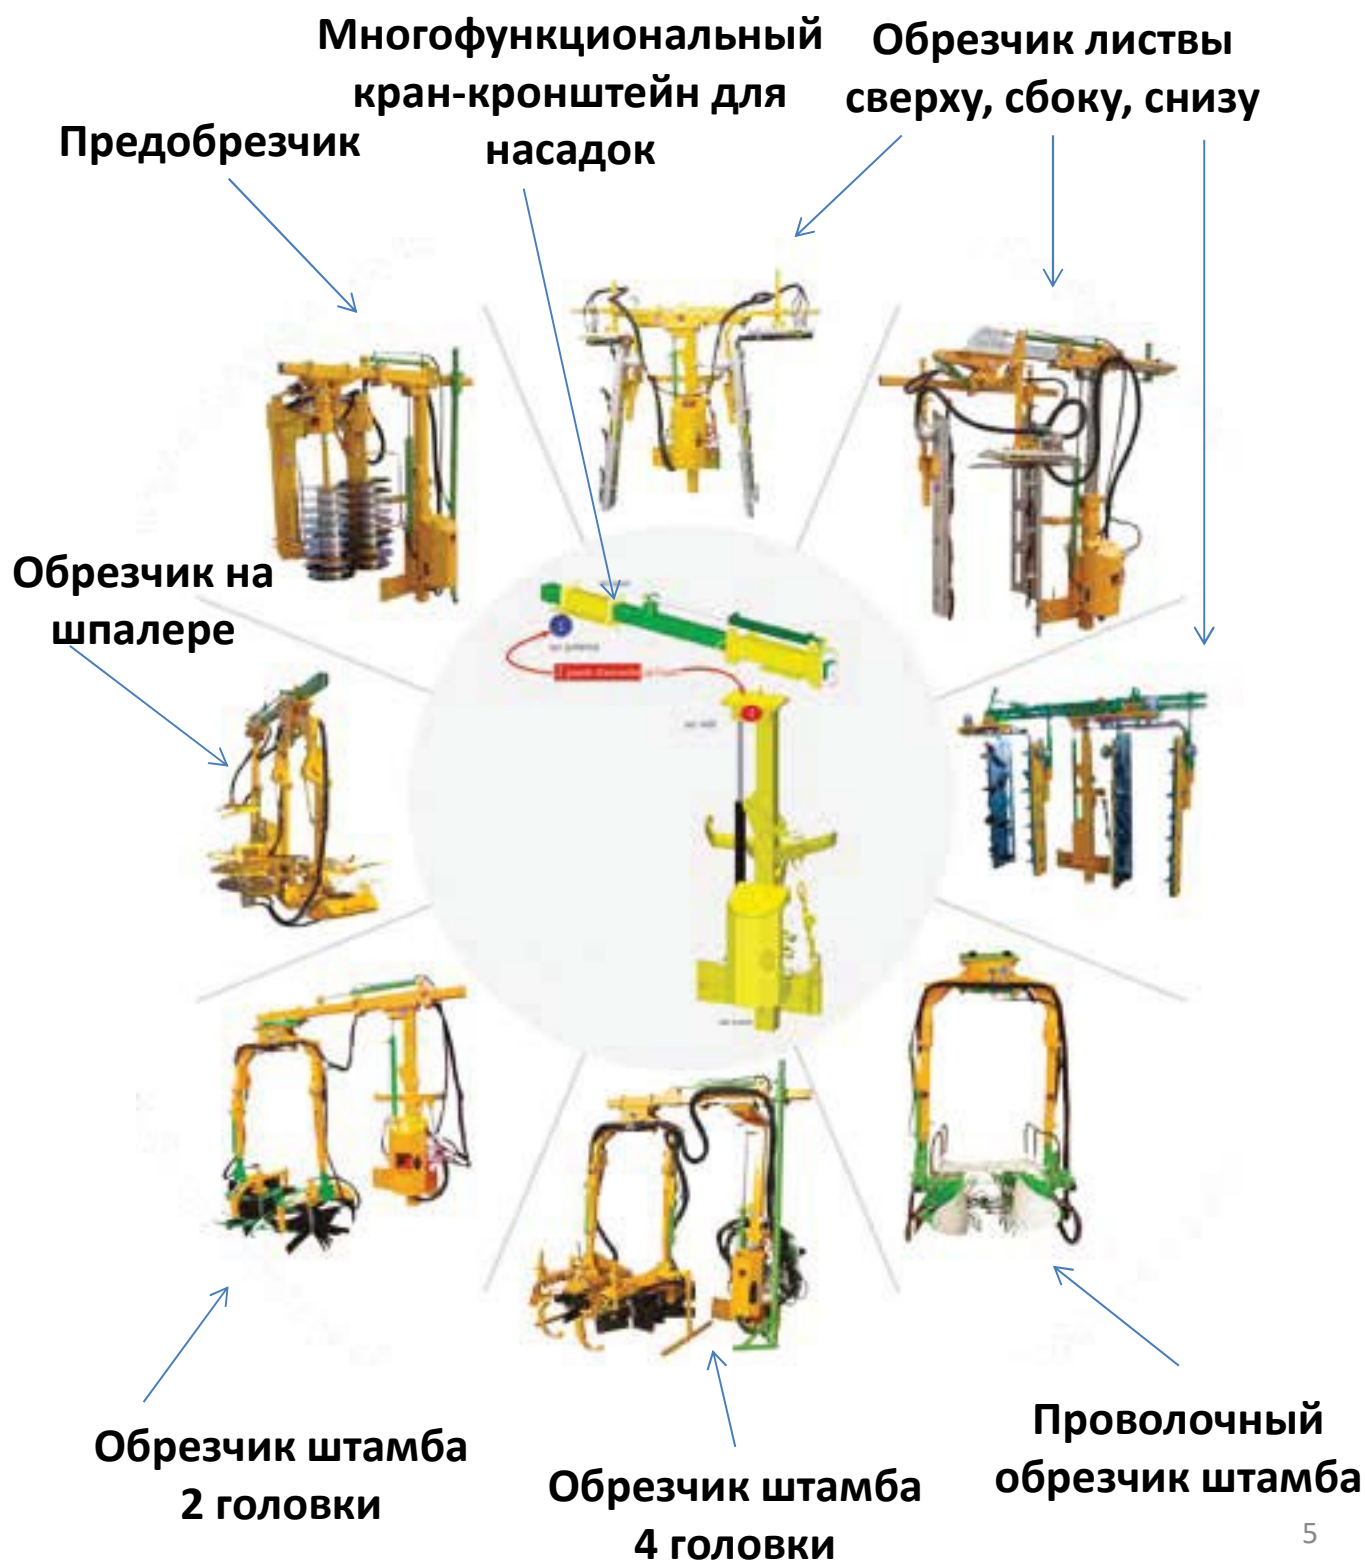 Многофункциональный
кран-кронштейн для
насадок
Обрезчик листвы
сверху, сбоку, снизу
Предобрезчик
Обрезчик на
шпалере
Обрезчик штамба
2 головки
Обрезчик штамба
4 головки
Проволочный
обрезчик штамба
5